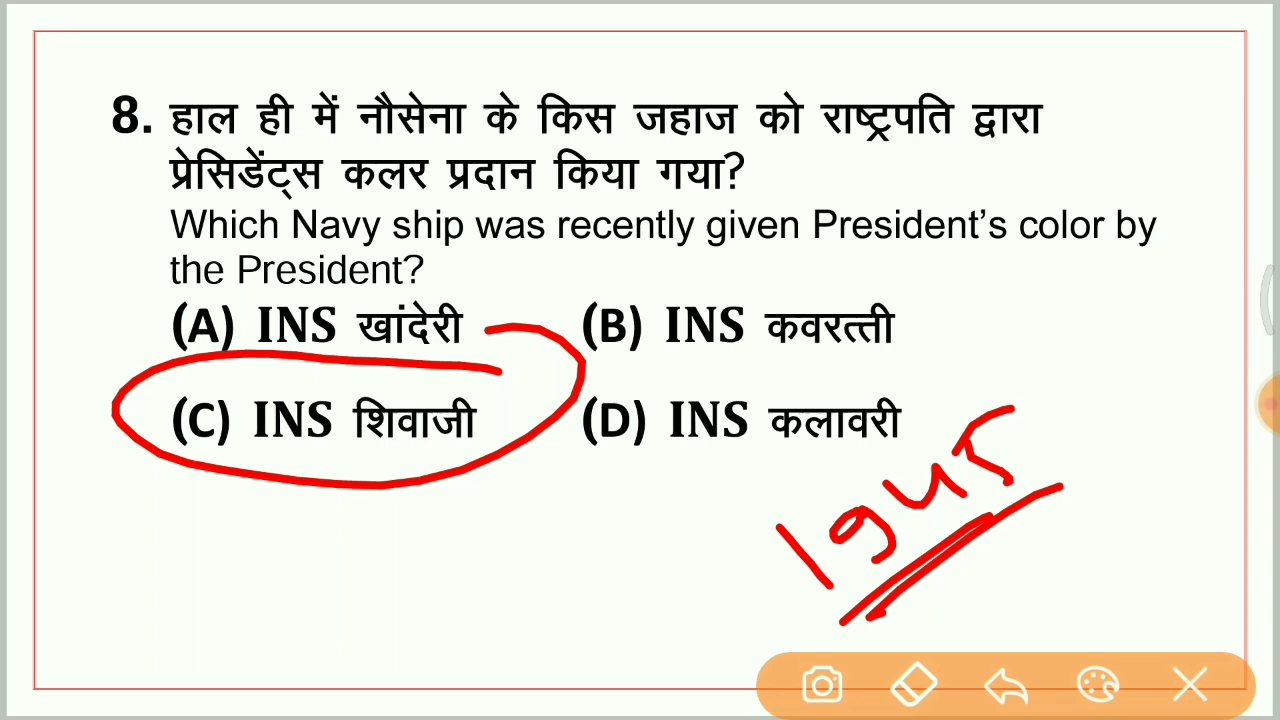 8. हाल ही में नौसेना के किस जहाज को राष्ट्रपति द्वारा
प्रेसिडेंट्स कलर प्रदान किया गया?
Which Navy ship was recently given President’s color by
the President?
(A) INS खांदेरी (B) INS कवरत्ती
(C) INS शिवाजी (D) INS कलावरी
1945